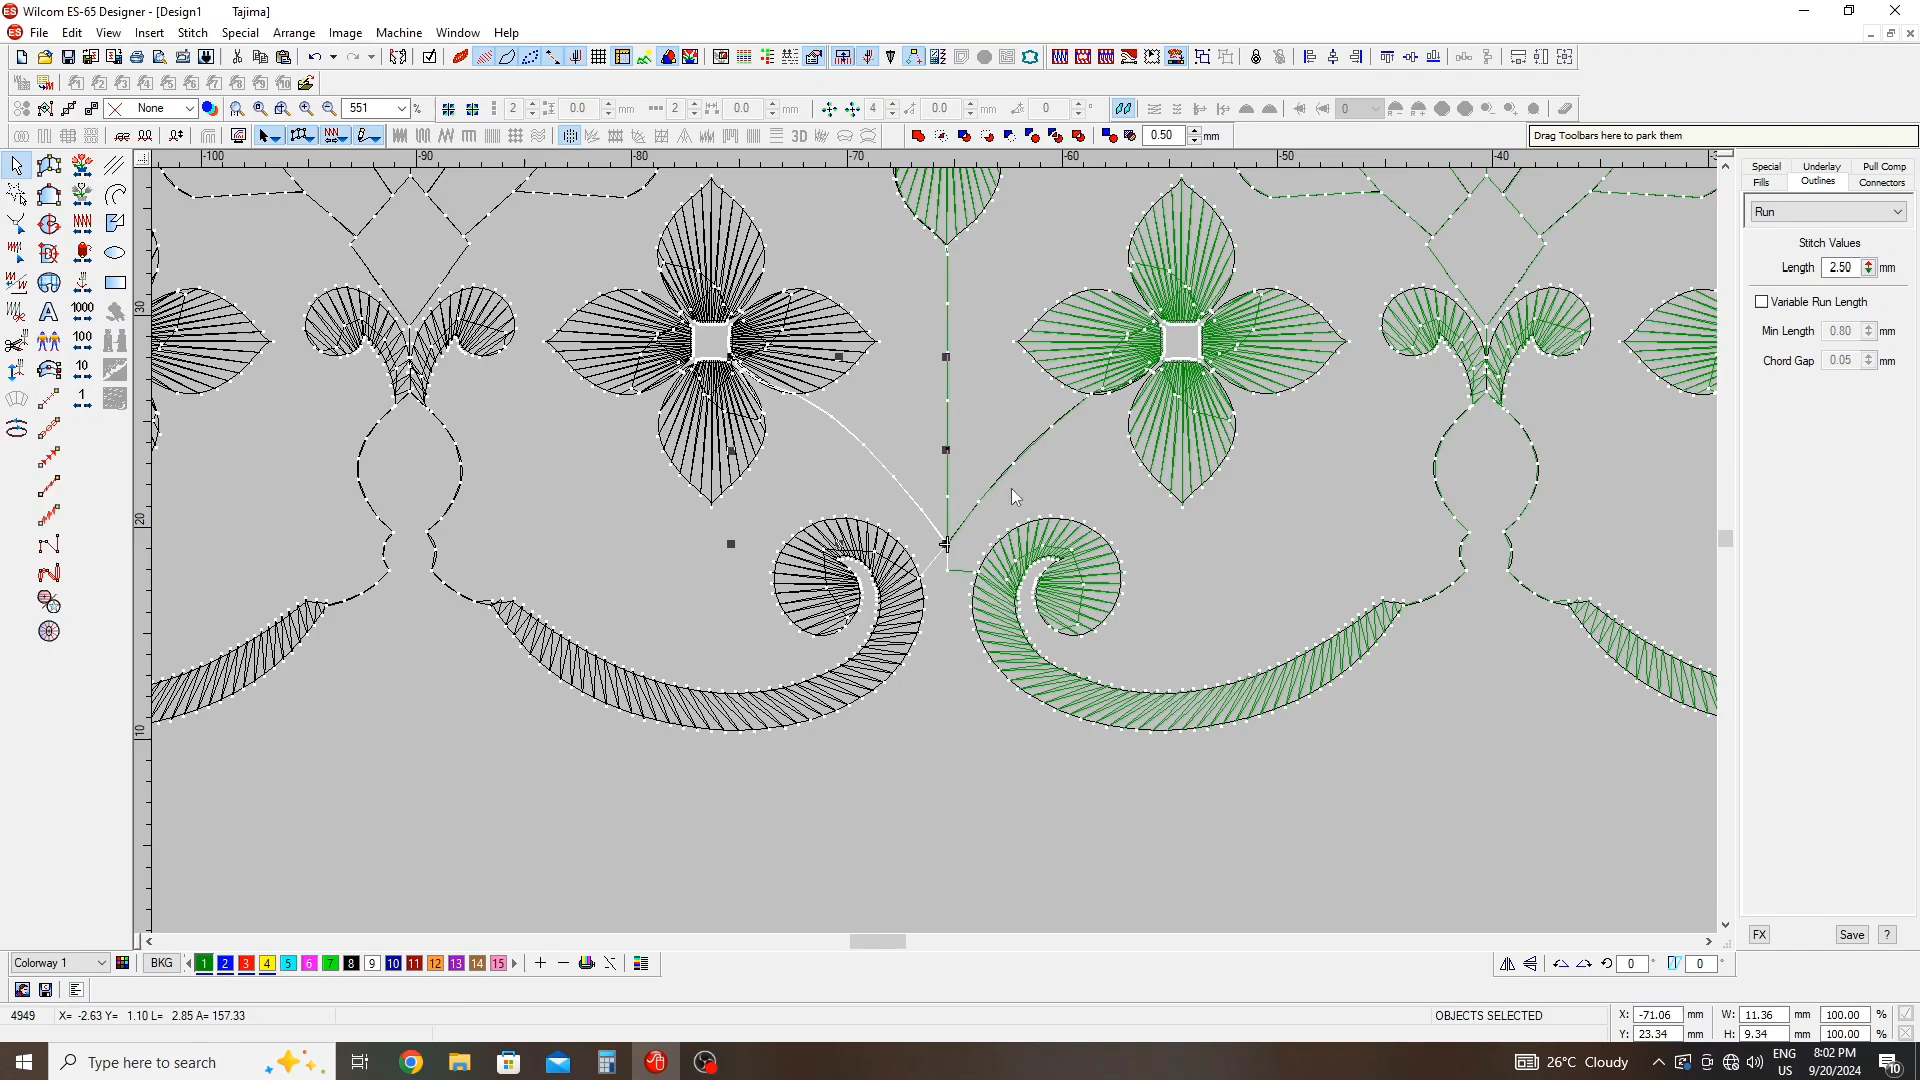 Wilcom ES-65 Designer - [Design1 Tajima]
File Edit View Insert Stitch Special Arrange Image Machine Window Help
None 551 % 2 0.0 mm 2 0.0 mm 4 0.0 mm 0 ° 0
3D 0.50 mm Drag Toolbars here to park them
-100 -90 -80 -70 -60 -50 -40
30
20
10
1000
100
10
1
Special Underlay Pull Comp
Fills Outlines Connectors
Run
Stitch Values
Length 2.50 mm
Variable Run Length
Min Length 0.80 mm
Chord Gap 0.05 mm
FX Save ?
Colorway 1 BKG 1 2 3 4 5 6 7 8 9 10 11 12 13 14 15 0 ° 0 °
4949 X= -2.63 Y= 1.10 L= 2.85 A= 157.33 OBJECTS SELECTED
X: -71.06 mm W: 11.36 mm 100.00 %
Y: 23.34 mm H: 9.34 mm 100.00 %
Type here to search 26°C Cloudy ENG US 8:02 PM 9/20/2024 10